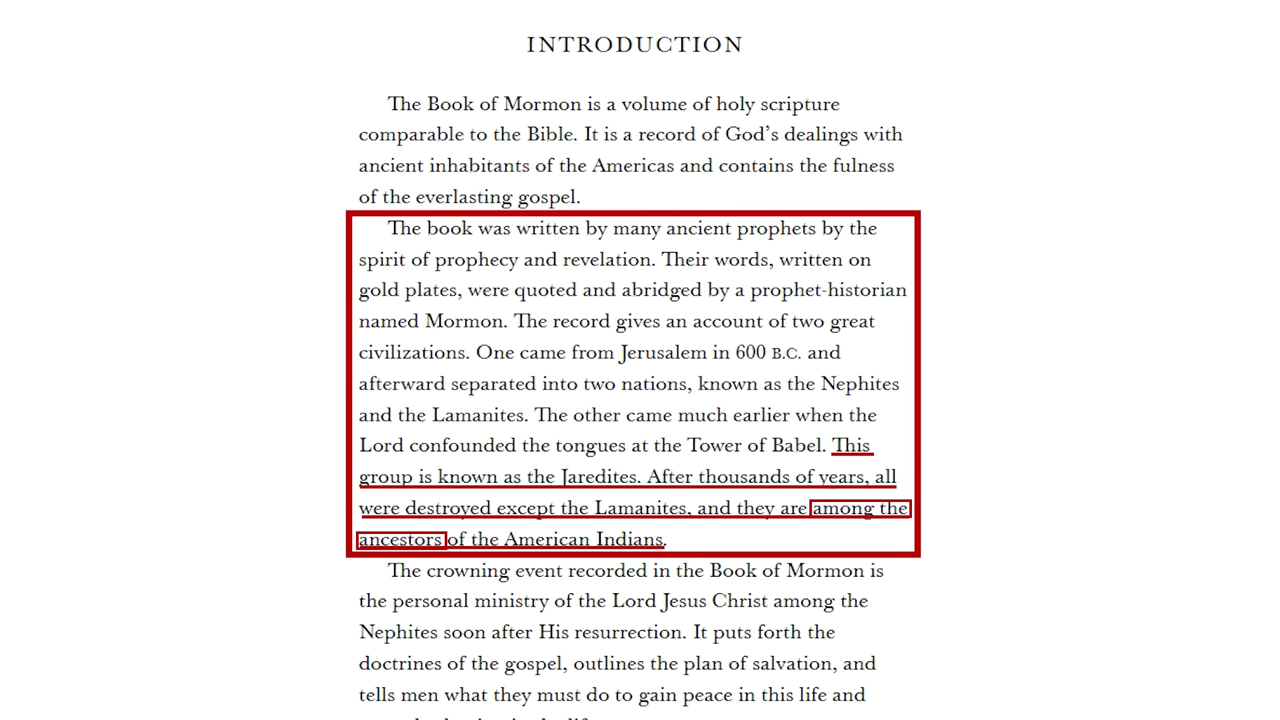 INTRODUCTION
The Book of Mormon is a volume of holy scripture
comparable to the Bible. It is a record of God’s dealings with
ancient inhabitants of the Americas and contains the fulness
of the everlasting gospel.
The book was written by many ancient prophets by the
spirit of prophecy and revelation. Their words, written on
gold plates, were quoted and abridged by a prophet-historian
named Mormon. The record gives an account of two great
civilizations. One came from Jerusalem in 600 B.C. and
afterward separated into two nations, known as the Nephites
and the Lamanites. The other came much earlier when the
Lord confounded the tongues at the Tower of Babel. This
group is known as the Jaredites. After thousands of years, all
were destroyed except the Lamanites, and they are among the
ancestors of the American Indians.
The crowning event recorded in the Book of Mormon is
the personal ministry of the Lord Jesus Christ among the
Nephites soon after His resurrection. It puts forth the
doctrines of the gospel, outlines the plan of salvation, and
tells men what they must do to gain peace in this life and